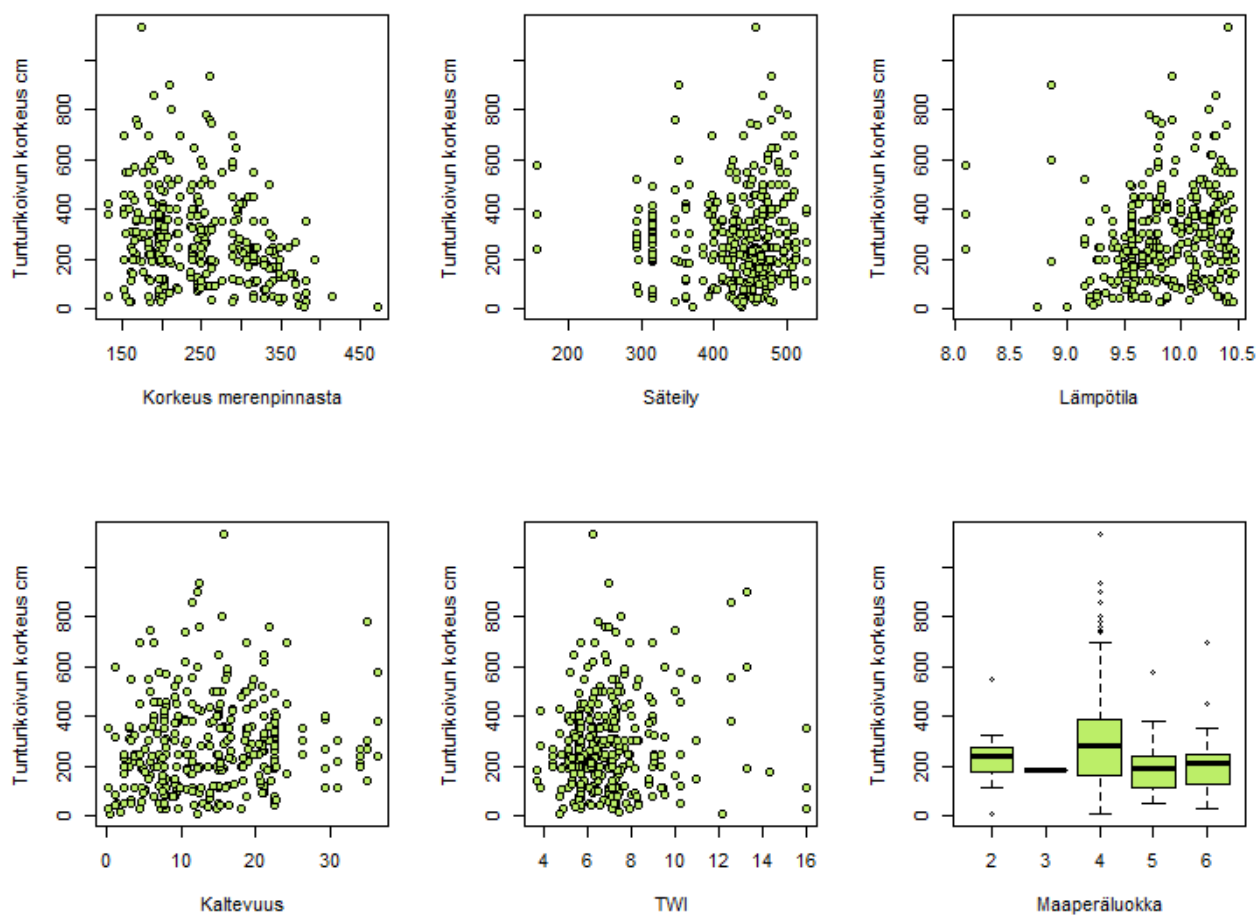 Tunturikoivun korkeus cm
0 200 400 600 800
150 250 350 450
Korkeus merenpinnasta
Tunturikoivun korkeus cm
0 200 400 600 800
200 300 400 500
Säteily
Tunturikoivun korkeus cm
0 200 400 600 800
8.0 8.5 9.0 9.5 10.0 10.5
Lämpötila
Tunturikoivun korkeus cm
0 200 400 600 800
0 10 20 30
Kaltevuus
Tunturikoivun korkeus cm
0 200 400 600 800
4 6 8 10 12 14 16
TWI
Tunturikoivun korkeus cm
0 200 400 600 800
2 3 4 5 6
Maaperäluokka